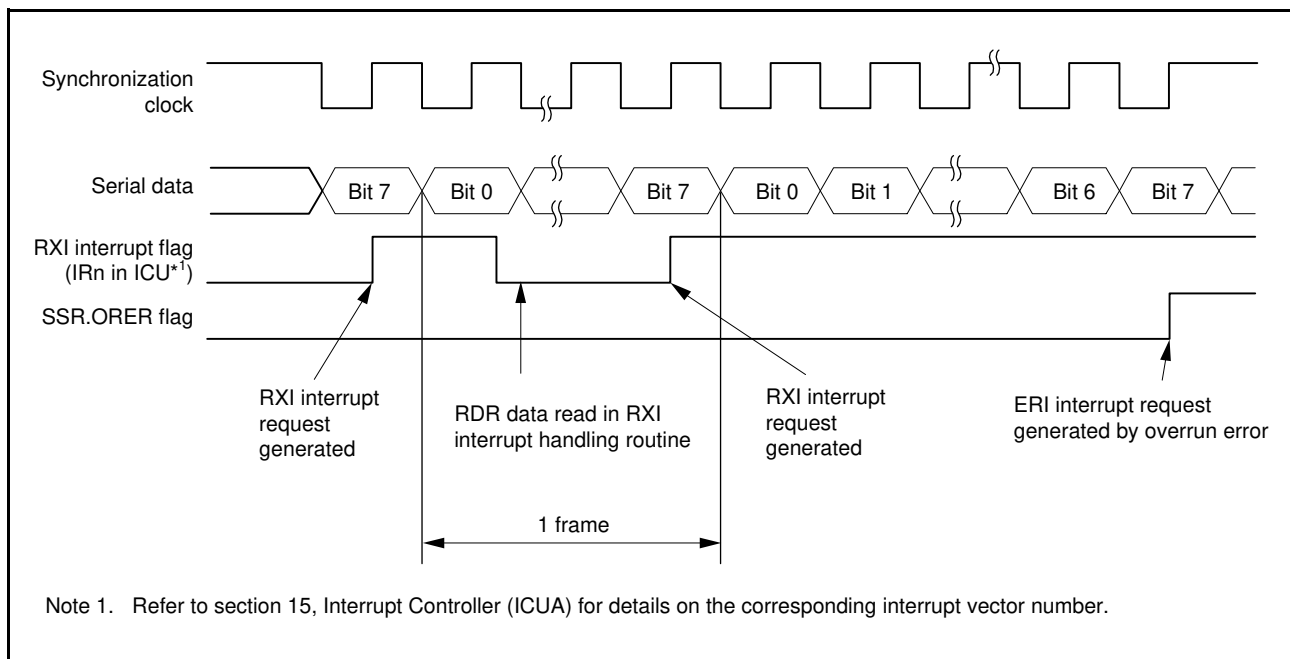 Synchronization
clock
Serial data
Bit 7
Bit 0
Bit 7
Bit 0
Bit 1
Bit 6
Bit 7
RXI interrupt flag
(IRn in ICU*1)
SSR.ORER flag
RXI interrupt
request
generated
RDR data read in RXI
interrupt handling routine
RXI interrupt
request
generated
ERI interrupt request
generated by overrun error
1 frame
Note 1. Refer to section 15, Interrupt Controller (ICUA) for details on the corresponding interrupt vector number.